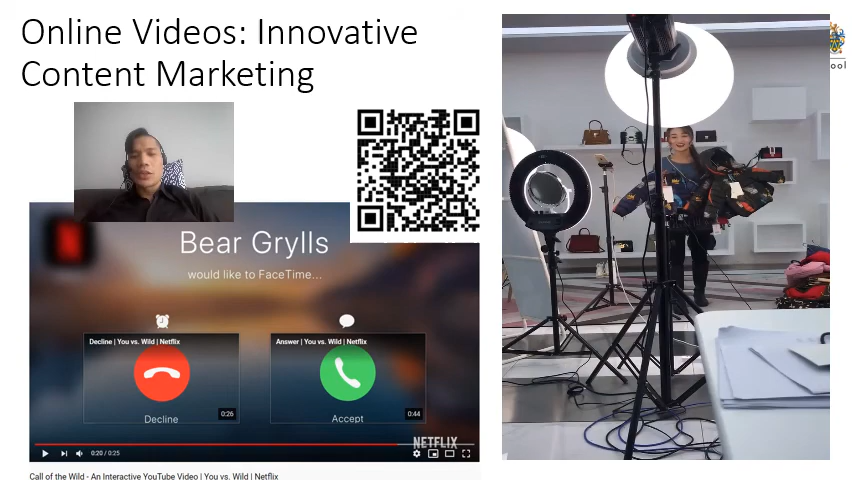 Online Videos: Innovative
Content Marketing
ool
Bear Grylls
would like to FaceTime...
Decline | You vs. Wild | Netflix
Answer | You vs. Wild | Netflix
0:26
0:44
Decline
Accept
NETFLIX
0:20 / 0:25
Call of the Wild - An Interactive YouTube Video | You vs. Wild | Netflix